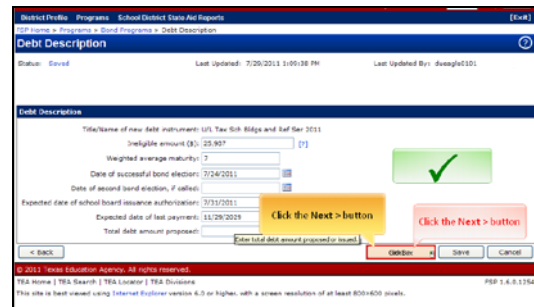 District Profile Programs School District State Aid Reports [Exit]
FSP Home > Programs > Bond Programs > Debt Description
Debt Description
Status: Saved Last Updated: 7/29/2011 1:09:38 PM Last Updated By: dveagle0101
Debt Description
Title/Name of new debt instrument: U/L Tax Sch Bldgs and Ref Ser 2011
Ineligible amount ($): 25,907 [?]
Weighted average maturity: 7
Date of successful bond election: 7/24/2011
Date of second bond election, if called:
Expected date of school board issuance authorization: 7/31/2011
Expected date of last payment: 11/29/2029
Total debt amount proposed:
Click the Next > button
Click the Next > button
Enter total debt amount proposed or issued.
< Back Save Cancel
© 2011 Texas Education Agency. All rights reserved.
TEA Home | TEA Search | TEA Locator | TEA Divisions FSP 1.6.0.1254
This site is best viewed using Internet Explorer version 6.0 or higher, with a screen resolution of at least 800×600 pixels.